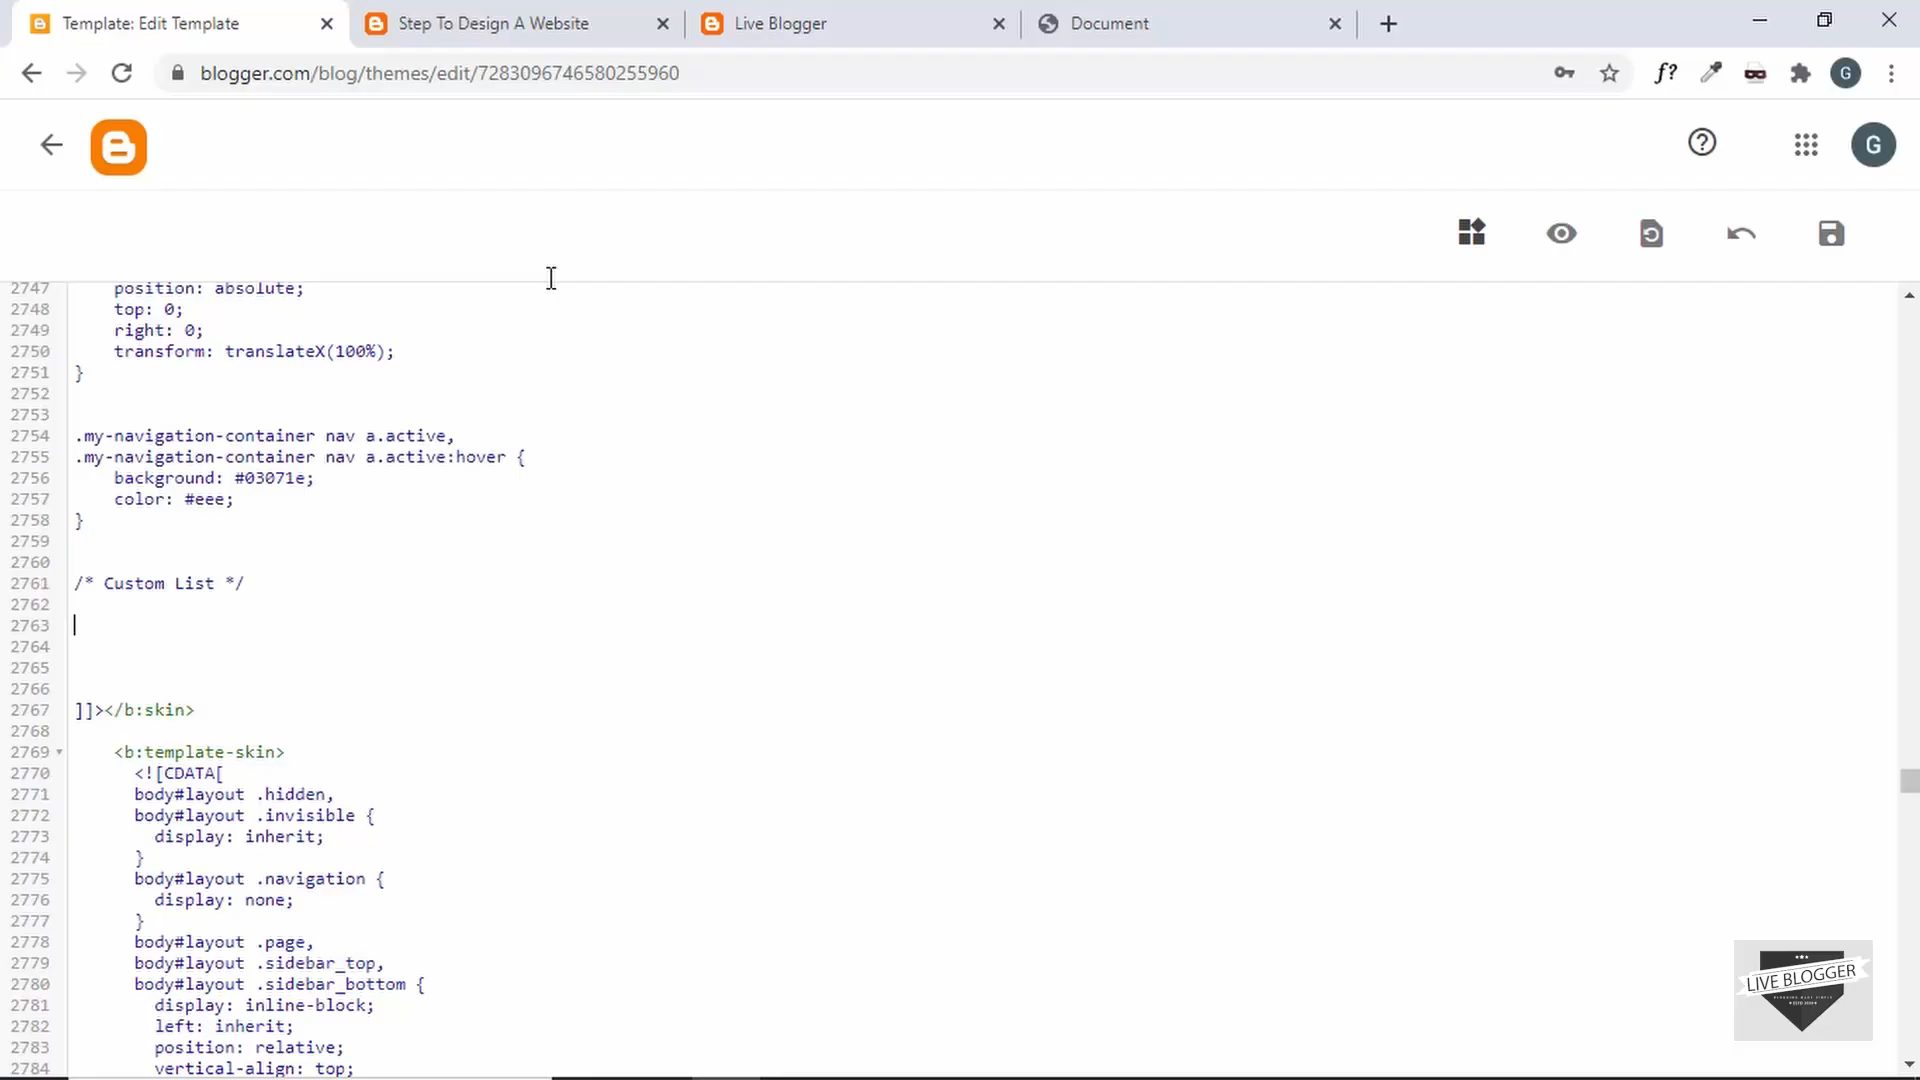 Template: Edit Template
Step To Design A Website
Live Blogger
Document
blogger.com/blog/themes/edit/7283096746580255960
f?
G
G
2747 position: absolute;
2748 top: 0;
2749 right: 0;
2750 transform: translateX(100%);
2751 }
2752
2753
2754 .my-navigation-container nav a.active,
2755 .my-navigation-container nav a.active:hover {
2756 background: #03071e;
2757 color: #eee;
2758 }
2759
2760
2761 /* Custom List */
2762
2763
2764
2765
2766
2767 ]]></b:skin>
2768
2769 <b:template-skin>
2770 <![CDATA[
2771 body#layout .hidden,
2772 body#layout .invisible {
2773 display: inherit;
2774 }
2775 body#layout .navigation {
2776 display: none;
2777 }
2778 body#layout .page,
2779 body#layout .sidebar_top,
2780 body#layout .sidebar_bottom {
2781 display: inline-block;
2782 left: inherit;
2783 position: relative;
2784 vertical-align: top;
LIVE BLOGGER